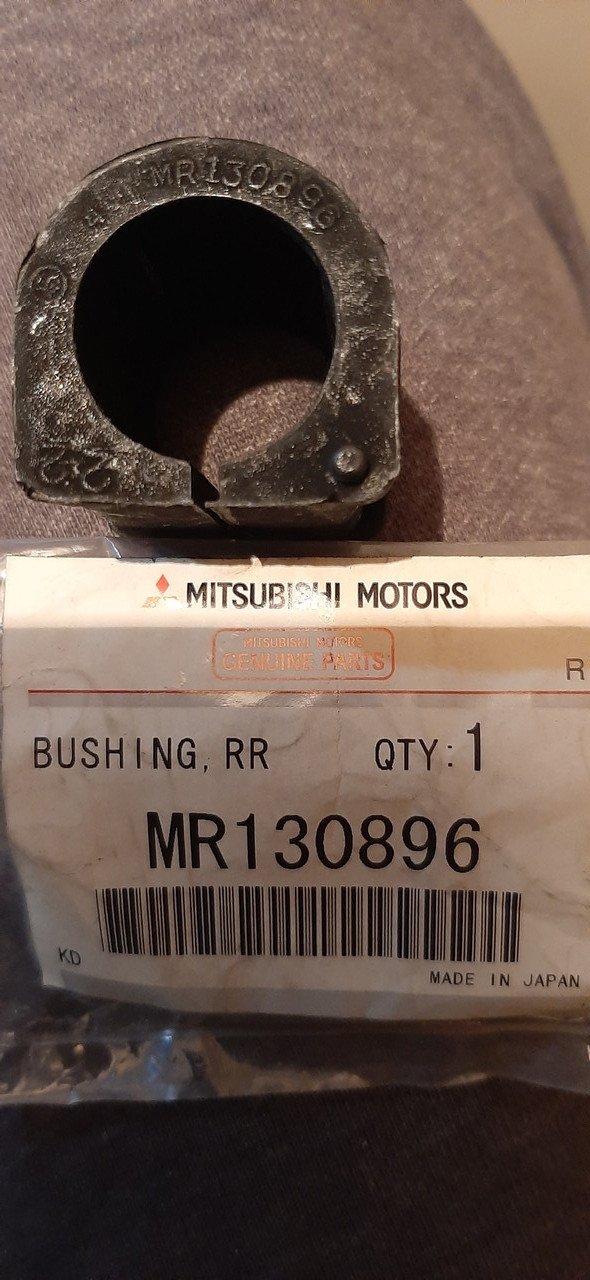 MR130896
MITSUBISHI MOTORS
MITSUBISHI MOTORS
GENUINE PARTS
R
BUSHING, RR QTY:1
MR130896
KD
MADE IN JAPAN